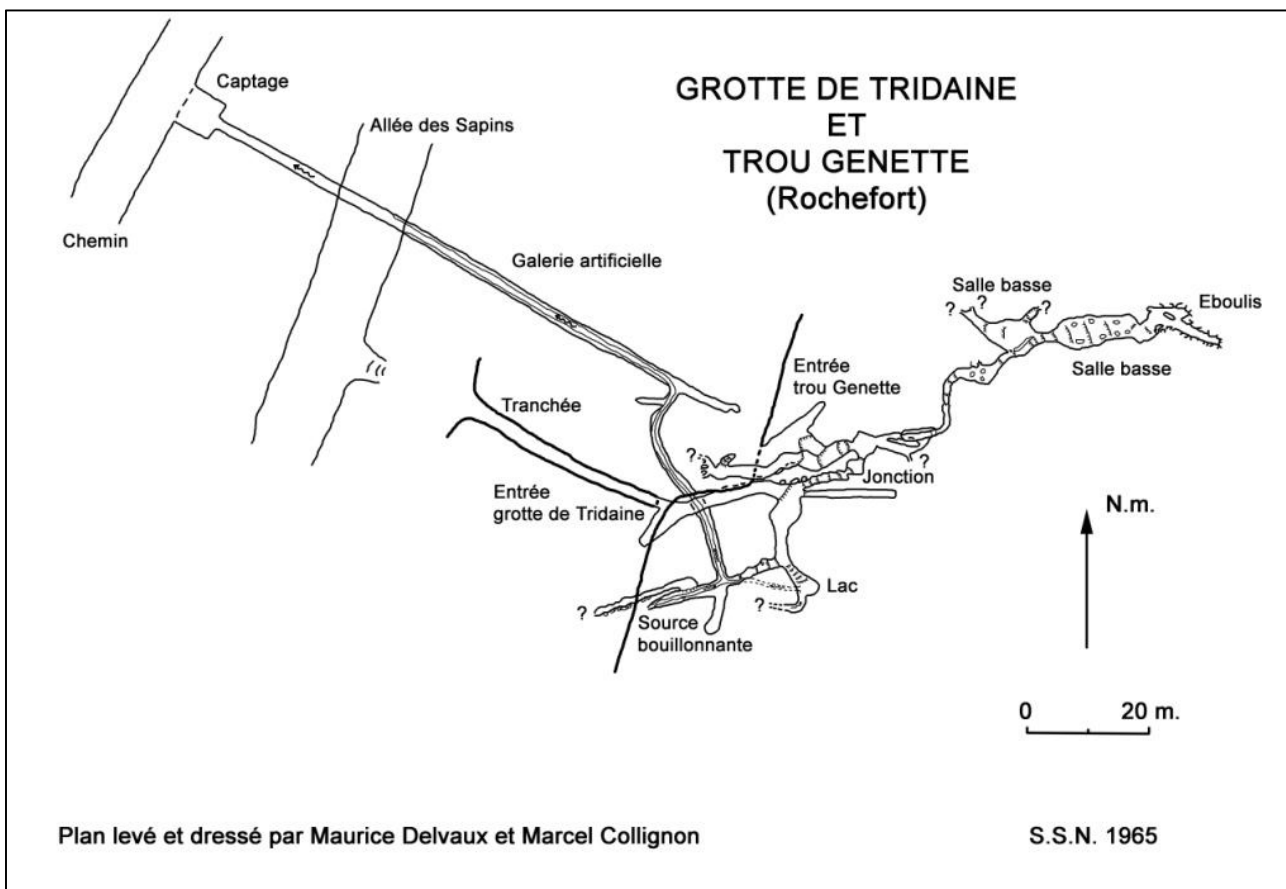 GROTTE DE TRIDAINE
ET
TROU GENETTE
(Rochefort)
Captage
Allée des Sapins
Chemin
Galerie artificielle
Salle basse
?
?
?
Eboulis
Salle basse
Entrée
trou Genette
Tranchée
?
Jonction
?
Entrée
grotte de Tridaine
N.m.
Lac
?
?
Source
bouillonnante
0 20 m.
Plan levé et dressé par Maurice Delvaux et Marcel Collignon
S.S.N. 1965